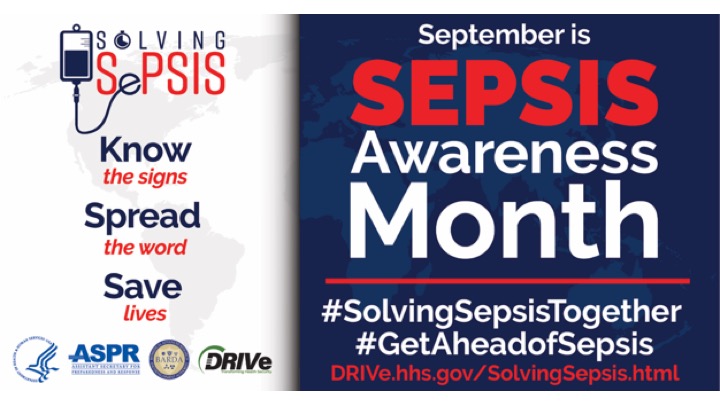 SOLVING
SePSIS
Know
the signs
Spread
the word
Save
lives
ASPR
ASSISTANT SECRETARY FOR
PREPAREDNESS AND RESPONSE
BARDA
DRIVe
September is
SEPSIS
Awareness
Month
#SolvingSepsisTogether
#GetAheadofSepsis
DRIVe.hhs.gov/SolvingSepsis.html